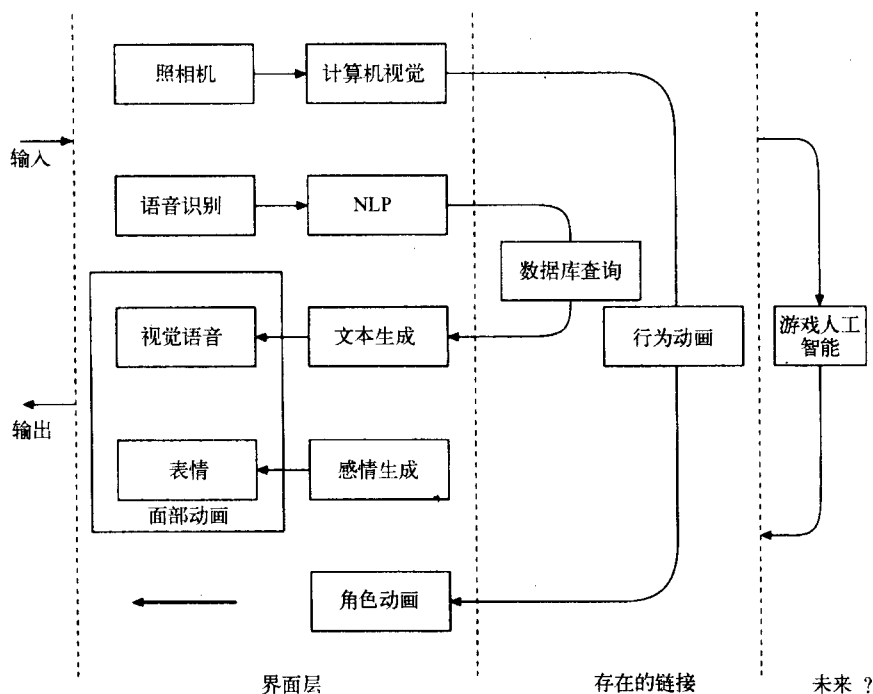 照相机
计算机视觉
输入
语音识别
NLP
数据库查询
视觉语音
文本生成
行为动画
游戏人工
智能
输出
表情
感情生成
面部动画
角色动画
界面层
存在的链接
未来？